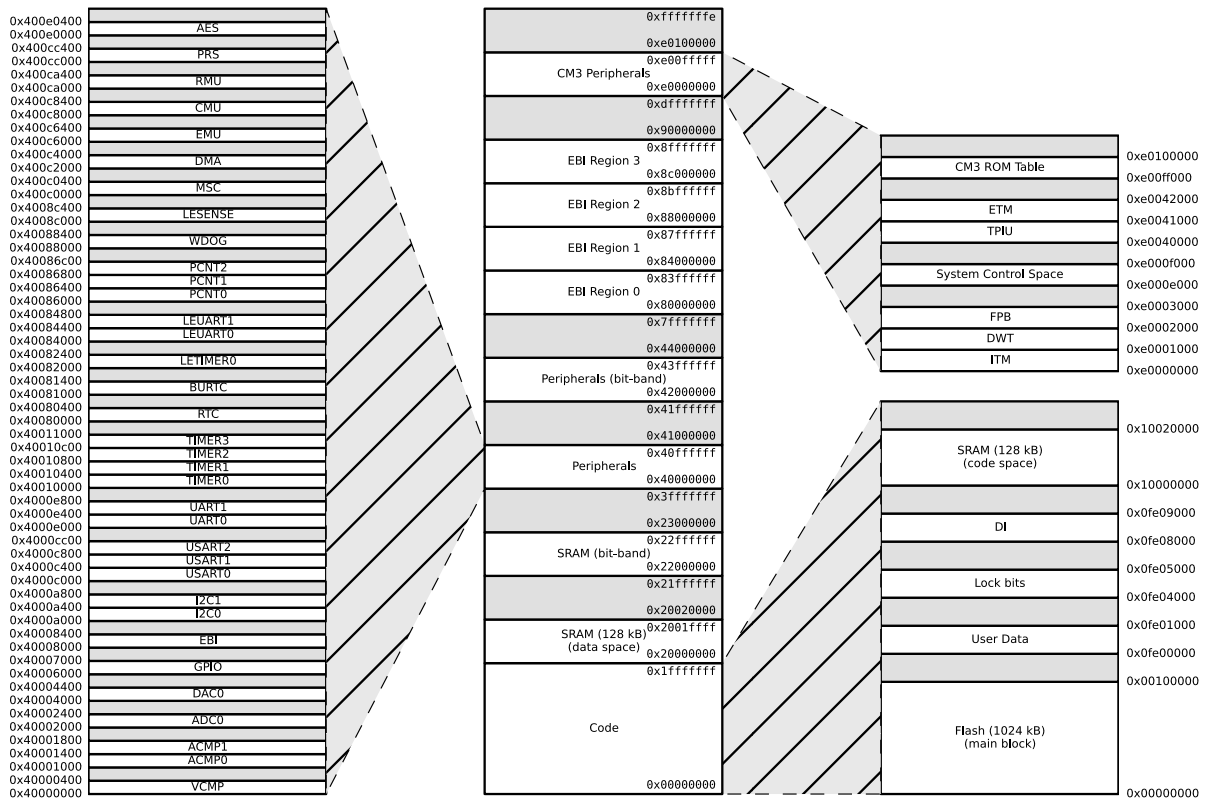 0x400e0400
AES
0x400e0000
0x400cc400
PRS
0x400cc000
0x400ca400
RMU
0x400ca000
0x400c8400
CMU
0x400c8000
0x400c6400
EMU
0x400c6000
0x400c4000
DMA
0x400c2000
0x400c0400
MSC
0x400c0000
0x4008c400
LESENSE
0x4008c000
0x40088400
WDOG
0x40088000
0x40086c00
PCNT2
0x40086800
PCNT1
0x40086400
PCNT0
0x40086000
0x40084800
LEUART1
0x40084400
LEUART0
0x40084000
0x40082400
LETIMER0
0x40082000
0x40081400
BURTC
0x40081000
0x40080400
RTC
0x40080000
0x40011000
TIMER3
0x40010c00
TIMER2
0x40010800
TIMER1
0x40010400
TIMER0
0x40010000
0x4000e800
UART1
0x4000e400
UART0
0x4000e000
0x4000cc00
USART2
0x4000c800
USART1
0x4000c400
USART0
0x4000c000
0x4000a800
I2C1
0x4000a400
I2C0
0x4000a000
0x40008400
EBI
0x40008000
0x40007000
GPIO
0x40006000
0x40004400
DAC0
0x40004000
0x40002400
ADC0
0x40002000
0x40001800
ACMP1
0x40001400
ACMP0
0x40001000
0x40000400
VCMP
0x40000000
0xfffffffe
0xe0100000
0xe00fffff
CM3 Peripherals
0xe0000000
0xdfffffff
0x90000000
0x8fffffff
EBI Region 3
0x8c000000
0x8bffffff
EBI Region 2
0x88000000
0x87ffffff
EBI Region 1
0x84000000
0x83ffffff
EBI Region 0
0x80000000
0x7fffffff
0x44000000
0x43ffffff
Peripherals (bit-band)
0x42000000
0x41ffffff
0x41000000
0x40ffffff
Peripherals
0x40000000
0x3fffffff
0x23000000
0x22ffffff
SRAM (bit-band)
0x22000000
0x21ffffff
0x20020000
0x2001ffff
SRAM (128 kB)
(data space)
0x20000000
0x1fffffff
Code
0x00000000
0xe0100000
CM3 ROM Table
0xe00ff000
0xe0042000
ETM
0xe0041000
TPIU
0xe0040000
0xe000f000
System Control Space
0xe000e000
0xe0003000
FPB
0xe0002000
DWT
0xe0001000
ITM
0xe0000000
0x10020000
SRAM (128 kB)
(code space)
0x10000000
0x0fe09000
DI
0x0fe08000
0x0fe05000
Lock bits
0x0fe04000
0x0fe01000
User Data
0x0fe00000
0x00100000
Flash (1024 kB)
(main block)
0x00000000